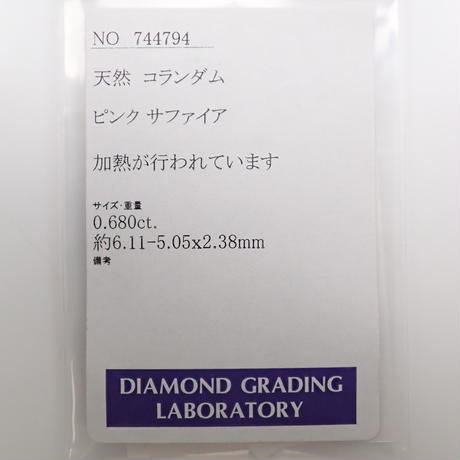 NO 744794
天然 コランダム
ピンク サファイア
加熱が行われています
サイズ・重量
0.680ct.
約6.11-5.05x2.38mm
備考
DIAMOND GRADING
LABORATORY